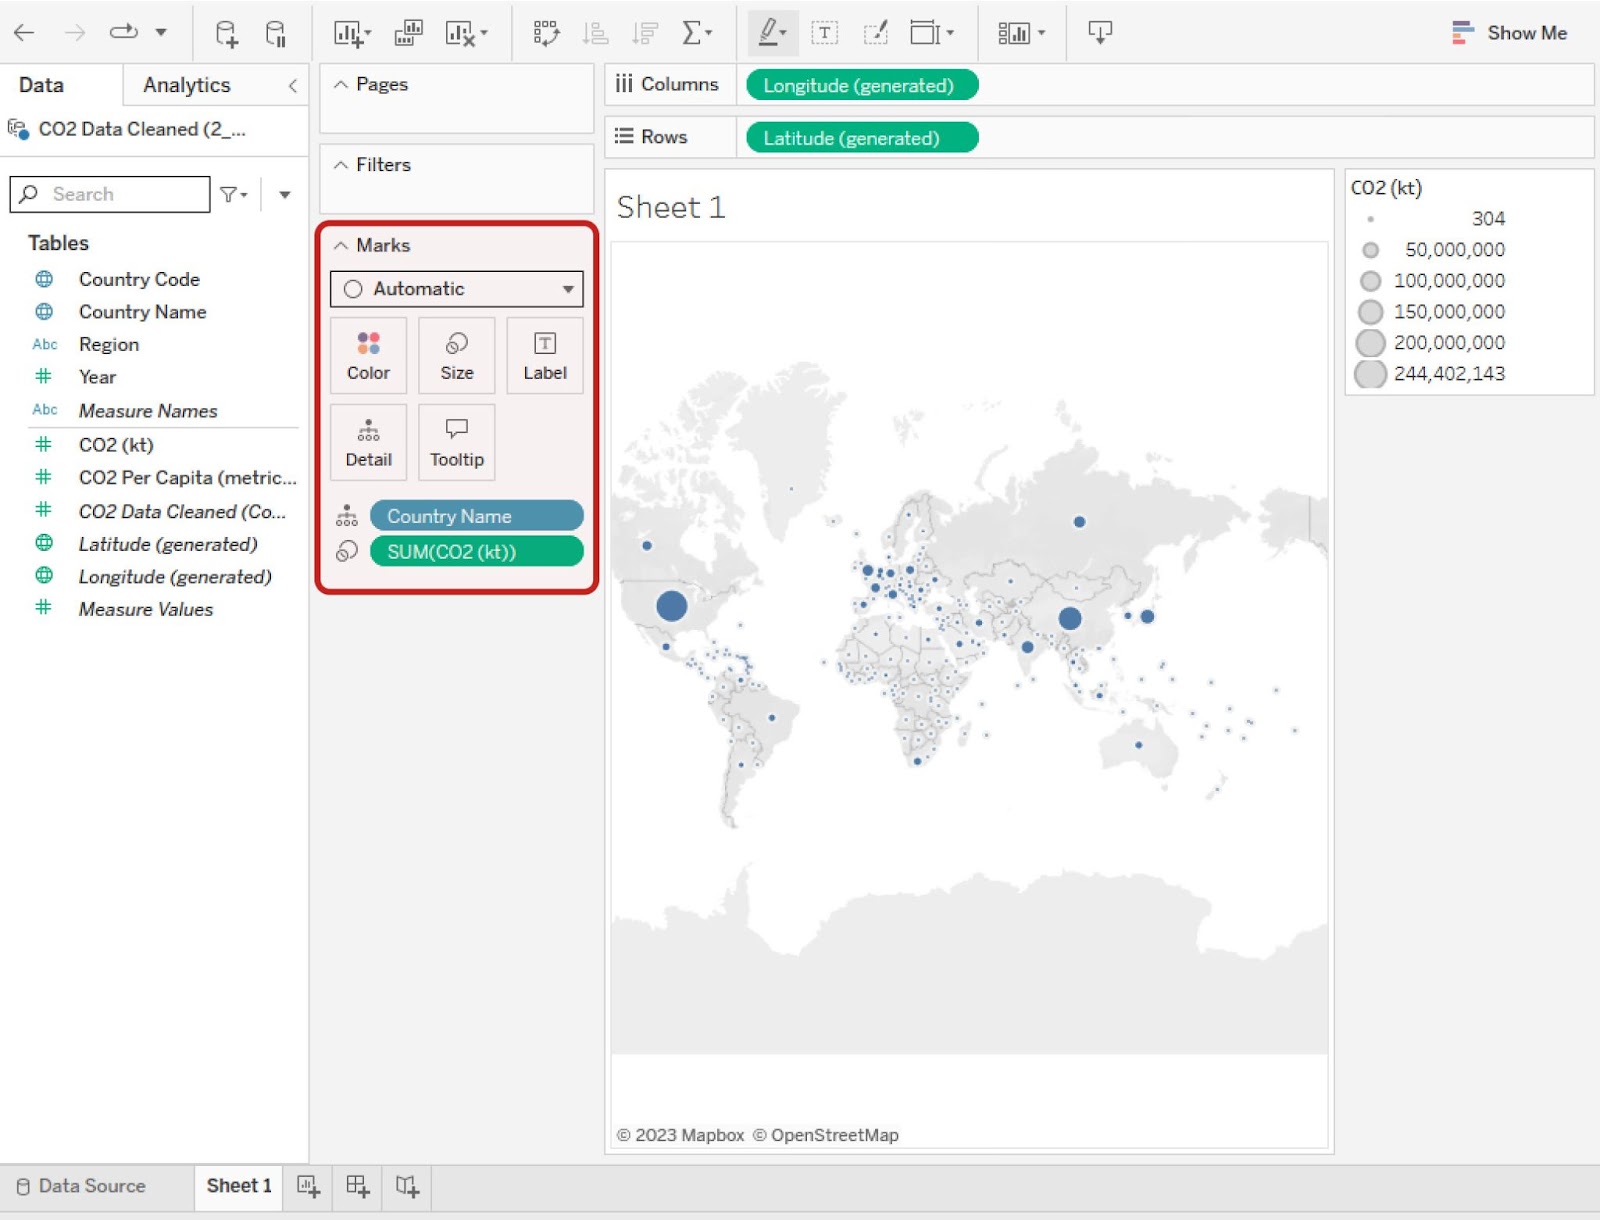 Show Me
Data
Analytics
CO2 Data Cleaned (2_...
Search
Tables
Country Code
Country Name
Abc Region
Year
Abc Measure Names
CO2 (kt)
CO2 Per Capita (metric...
CO2 Data Cleaned (Co...
Latitude (generated)
Longitude (generated)
Measure Values
Pages
Filters
Marks
Automatic
Color
Size
T
Label
Detail
Tooltip
Country Name
SUM(CO2 (kt))
Columns
Longitude (generated)
Rows
Latitude (generated)
Sheet 1
© 2023 Mapbox © OpenStreetMap
CO2 (kt)
304
50,000,000
100,000,000
150,000,000
200,000,000
244,402,143
Data Source
Sheet 1